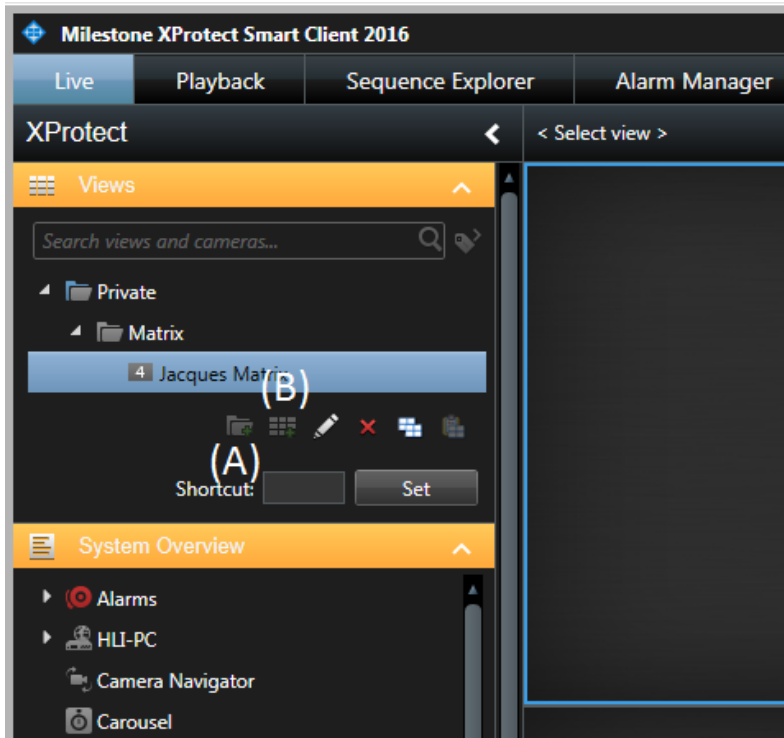 Milestone XProtect Smart Client 2016
Live Playback Sequence Explorer Alarm Manager
XProtect < Select view >
Views
Search views and cameras...
Private
Matrix
4 Jacques Matrix
(B)
(A)
Shortcut: Set
System Overview
Alarms
HLI-PC
Camera Navigator
Carousel